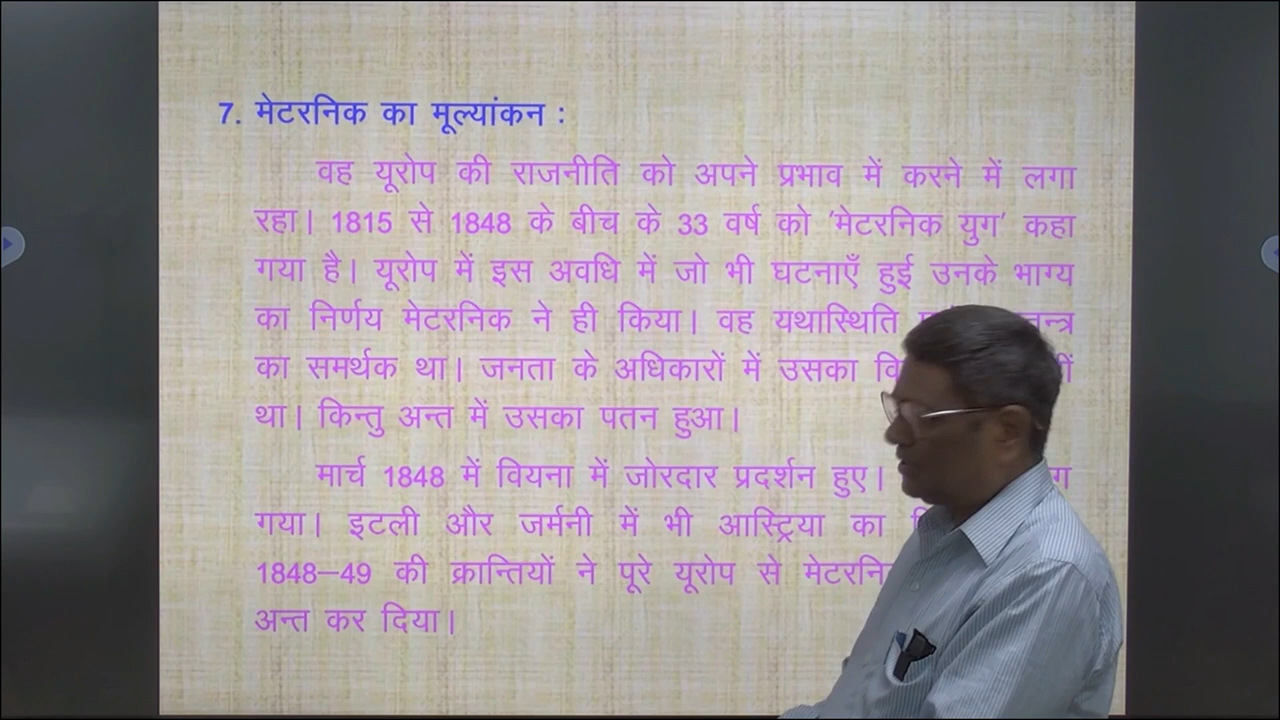 7. मेटरनिक का मूल्यांकन :
वह यूरोप की राजनीति को अपने प्रभाव में करने में लगा
रहा। 1815 से 1848 के बीच के 33 वर्ष को 'मेटरनिक युग' कहा
गया है। यूरोप में इस अवधि में जो भी घटनाएँ हुई उनके भाग्य
का निर्णय मेटरनिक ने ही किया। वह यथास्थिति
का समर्थक था। जनता के अधिकारों में उसका
था। किन्तु अन्त में उसका पतन हुआ।
मार्च 1848 में वियना में जोरदार प्रदर्शन हुए।
गया। इटली और जर्मनी में भी आस्ट्रिया का
1848–49 की क्रान्तियों ने पूरे यूरोप से
अन्त कर दिया।